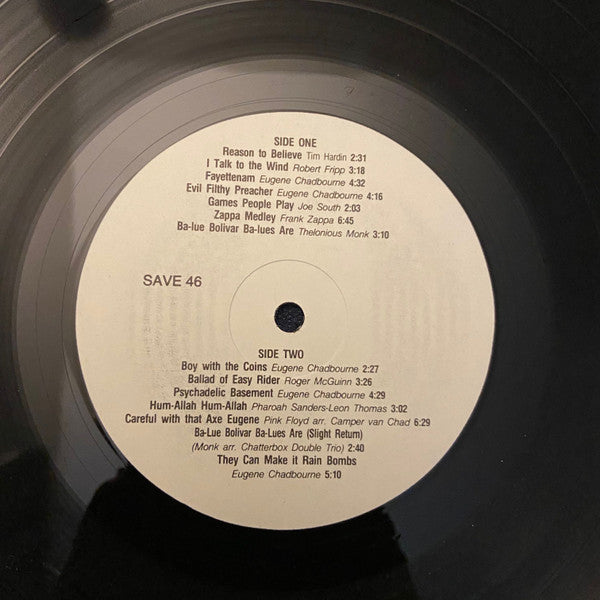 SIDE ONE
Reason to Believe Tim Hardin 2:31
I Talk to the Wind Robert Fripp 3:18
Fayettenam Eugene Chadbourne 4:32
Evil Filthy Preacher Eugene Chadbourne 4:16
Games People Play Joe South 2:03
Zappa Medley Frank Zappa 6:45
Ba-lue Bolivar Ba-lues Are Thelonious Monk 3:10
SAVE 46
SIDE TWO
Boy with the Coins Eugene Chadbourne 2:27
Ballad of Easy Rider Roger McGuinn 3:26
Psychadelic Basement Eugene Chadbourne 4:29
Hum-Allah Hum-Allah Pharoah Sanders-Leon Thomas 3:02
Careful with that Axe Eugene Pink Floyd arr. Camper van Chad 6:29
Ba-Lue Bolivar Ba-Lues Are (Slight Return)
(Monk arr. Chatterbox Double Trio) 2:40
They Can Make it Rain Bombs
Eugene Chadbourne 5:10